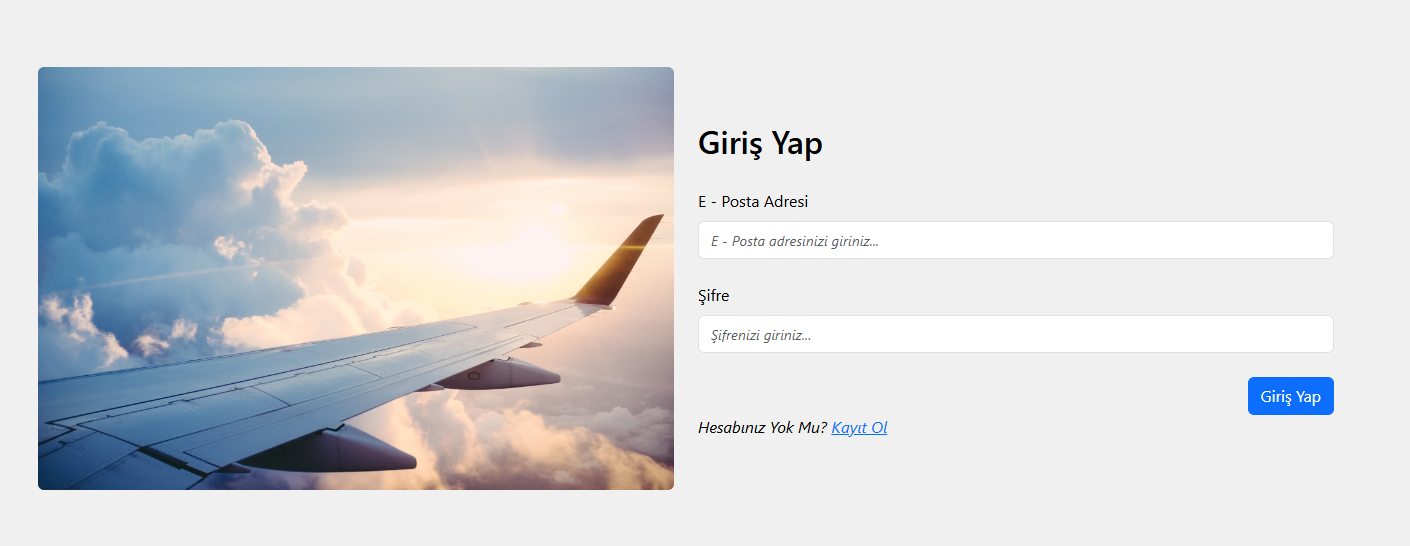 Giriş Yap
E - Posta Adresi
E - Posta adresinizi giriniz...
Şifre
Şifrenizi giriniz...
Giriş Yap
Hesabınız Yok Mu? Kayıt Ol